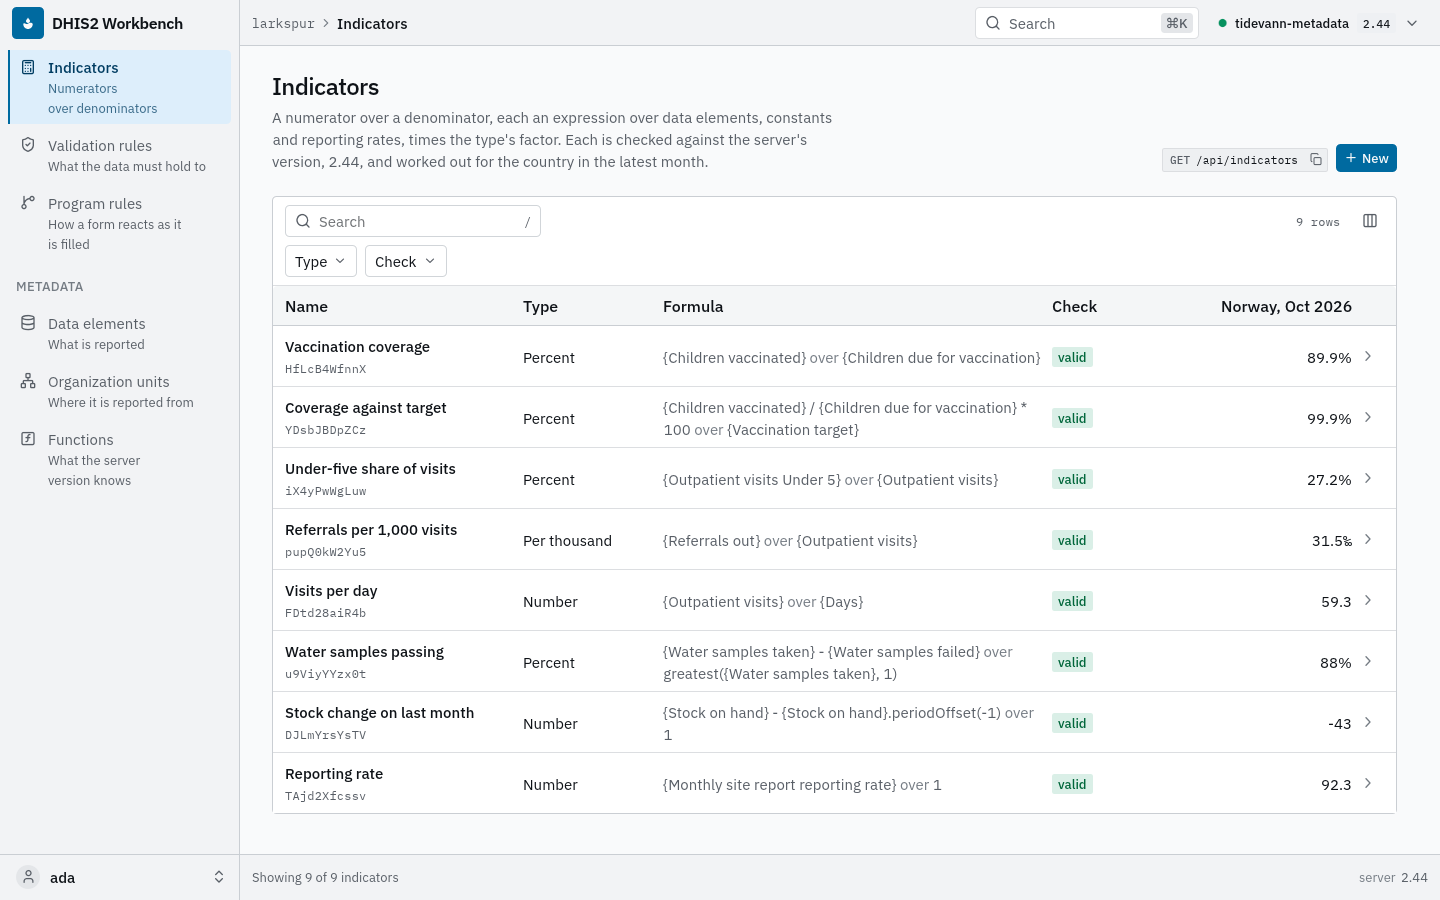 DHIS2 Workbench
larkspur > Indicators
Search ⌘K
tidevann-metadata 2.44
Indicators
Numerators
over denominators
Validation rules
What the data must hold to
Program rules
How a form reacts as it
is filled
METADATA
Data elements
What is reported
Organization units
Where it is reported from
Functions
What the server
version knows
ada
Indicators
A numerator over a denominator, each an expression over data elements, constants
and reporting rates, times the type's factor. Each is checked against the server's
version, 2.44, and worked out for the country in the latest month.
GET /api/indicators
+ New
Search /
9 rows
Type
Check
Name Type Formula Check Norway, Oct 2026
Vaccination coverage
HfLcB4WfnnX
Percent
{Children vaccinated} over {Children due for vaccination}
valid
89.9%
Coverage against target
YDsbJBDpZCz
Percent
{Children vaccinated} / {Children due for vaccination} *
100 over {Vaccination target}
valid
99.9%
Under-five share of visits
iX4yPwWgLuw
Percent
{Outpatient visits Under 5} over {Outpatient visits}
valid
27.2%
Referrals per 1,000 visits
pupQ0kW2Yu5
Per thousand
{Referrals out} over {Outpatient visits}
valid
31.5‰
Visits per day
FDtd28aiR4b
Number
{Outpatient visits} over {Days}
valid
59.3
Water samples passing
u9ViyYYzx0t
Percent
{Water samples taken} - {Water samples failed} over
greatest({Water samples taken}, 1)
valid
88%
Stock change on last month
DJLmYrsYsTV
Number
{Stock on hand} - {Stock on hand}.periodOffset(-1) over
1
valid
-43
Reporting rate
TAjd2Xfcssv
Number
{Monthly site report reporting rate} over 1
valid
92.3
Showing 9 of 9 indicators
server 2.44